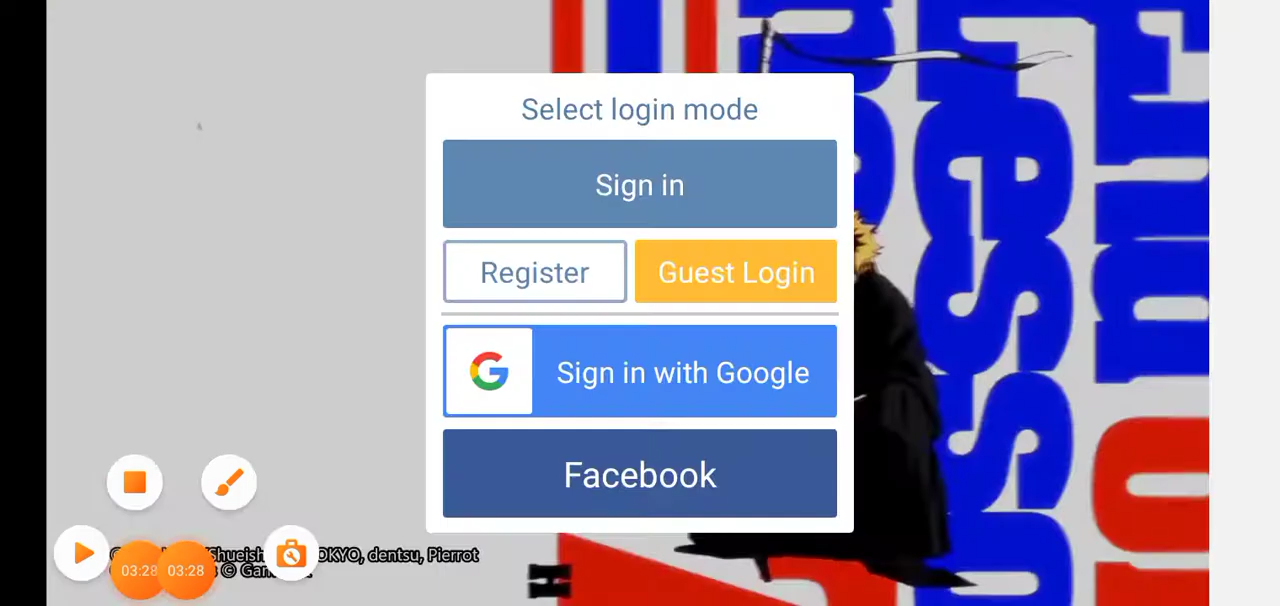 Select login mode
Sign in
Register
Guest Login
Sign in with Google
Facebook
OKYO, dentsu, Pierrot
03:28
03:28